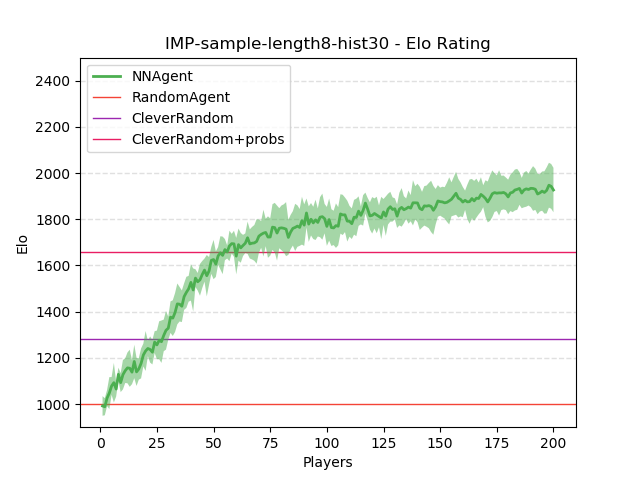 IMP-sample-length8-hist30 - Elo Rating
NNAgent
RandomAgent
CleverRandom
CleverRandom+probs
2400
2200
2000
1800
1600
1400
1200
1000
Elo
0 25 50 75 100 125 150 175 200
Players